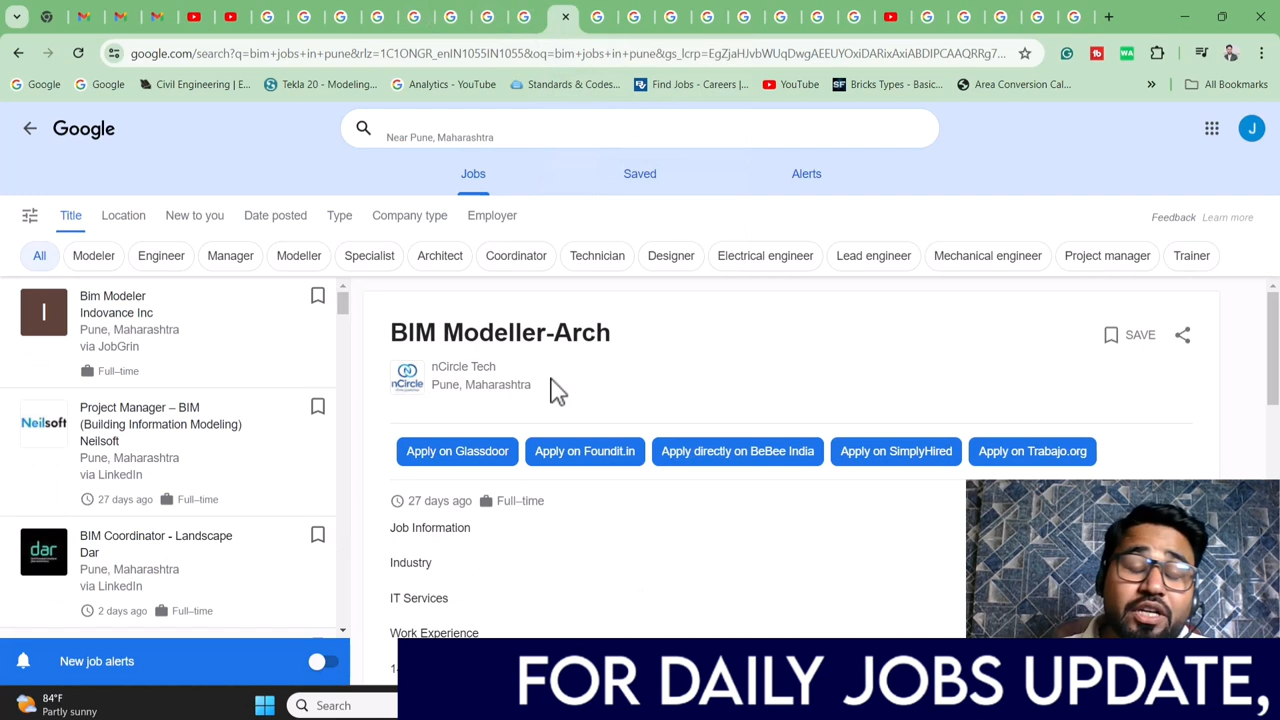 google.com/search?q=bim+jobs+in+pune&rlz=1C1ONGR_enIN1055IN1055&oq=bim+jobs+in+pune&gs_lcrp=EgZjaHJvbWUqDwgAEEUYOxiDARixAxiABDIPCAAQRRg7...
Google
Google
Civil Engineering | E...
Tekla 20 - Modeling...
Analytics - YouTube
Standards & Codes...
Find Jobs - Careers |...
YouTube
Bricks Types - Basic...
Area Conversion Cal...
All Bookmarks
Google
Near Pune, Maharashtra
J
Jobs
Saved
Alerts
Title
Location
New to you
Date posted
Type
Company type
Employer
Feedback
Learn more
All
Modeler
Engineer
Manager
Modeller
Specialist
Architect
Coordinator
Technician
Designer
Electrical engineer
Lead engineer
Mechanical engineer
Project manager
Trainer
I
Bim Modeler
Indovance Inc
Pune, Maharashtra
via JobGrin
Full–time
Neilsoft
Project Manager – BIM
(Building Information Modeling)
Neilsoft
Pune, Maharashtra
via LinkedIn
27 days ago
Full–time
dar
BIM Coordinator - Landscape
Dar
Pune, Maharashtra
via LinkedIn
2 days ago
Full–time
New job alerts
BIM Modeller-Arch
SAVE
nCircle
nCircle Tech
Pune, Maharashtra
Apply on Glassdoor
Apply on Foundit.in
Apply directly on BeBee India
Apply on SimplyHired
Apply on Trabajo.org
27 days ago
Full–time
Job Information
Industry
IT Services
Work Experience
84°F
Partly sunny
Search
FOR DAILY JOBS UPDATE,